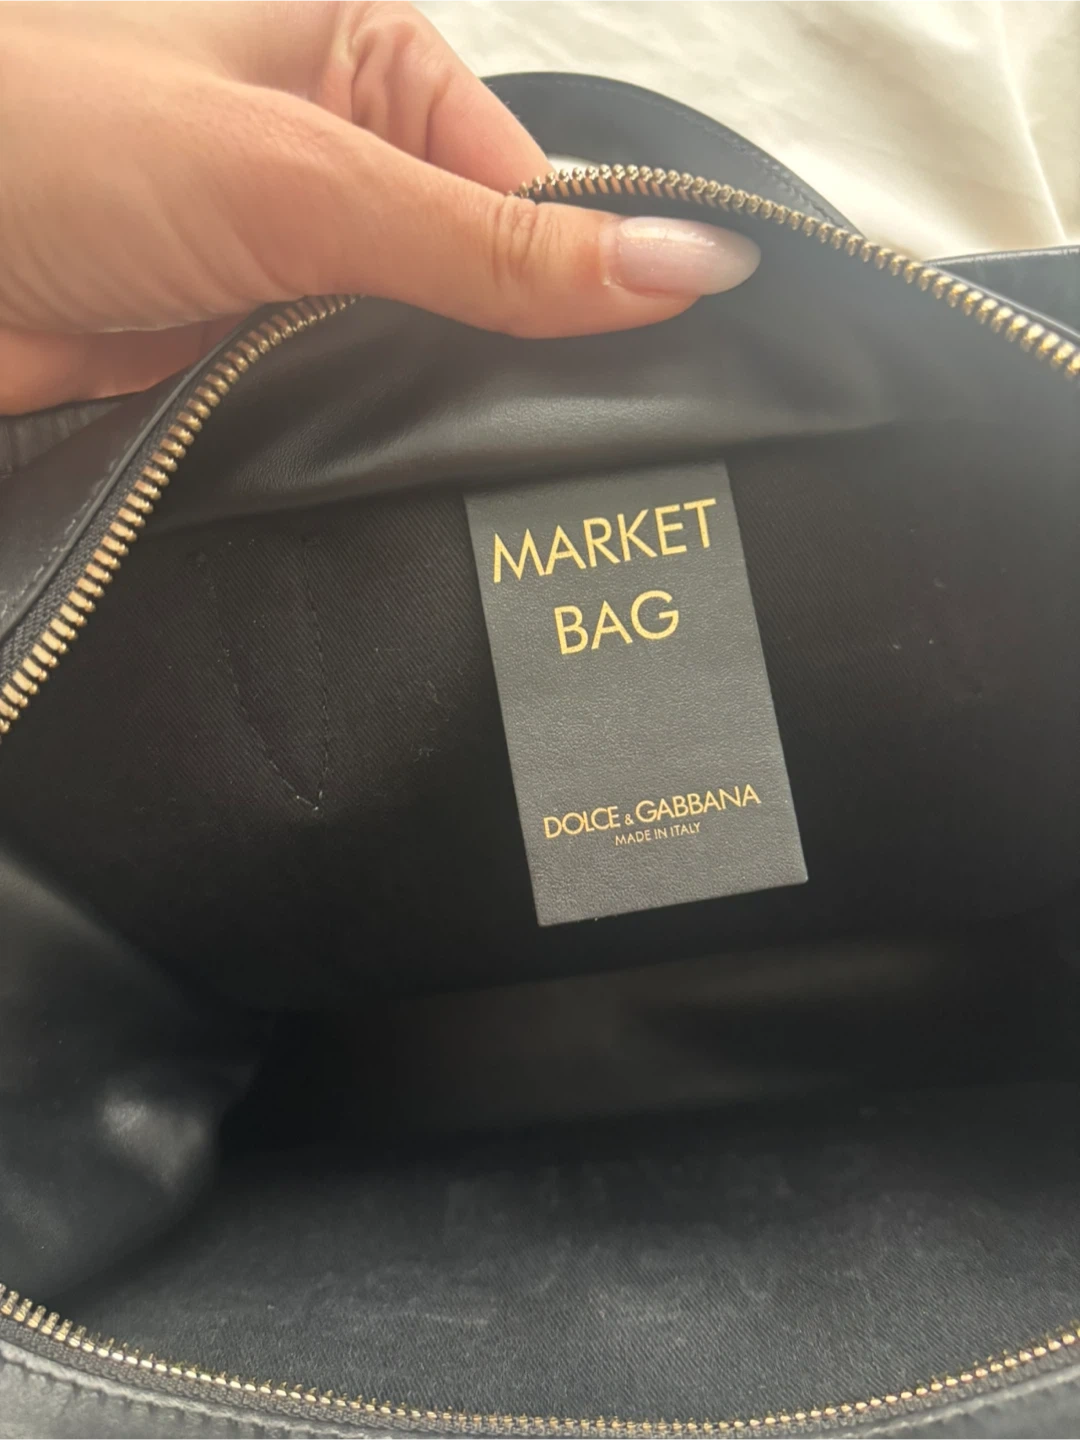 MARKET
BAG
DOLCE & GABBANA
MADE IN ITALY